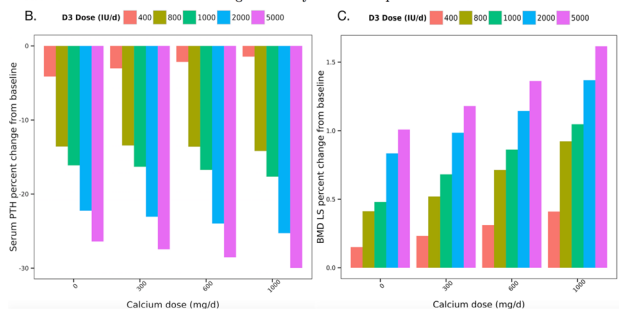 B.
D3 Dose (IU/d) 400 800 1000 2000 5000
Serum PTH percent change from baseline
0
-10
-20
-30
0 300 600 1000
Calcium dose (mg/d)
C.
D3 Dose (IU/d) 400 800 1000 2000 5000
BMD LS percent change from baseline
1.5
1.0
0.5
0.0
0 300 600 1000
Calcium dose (mg/d)